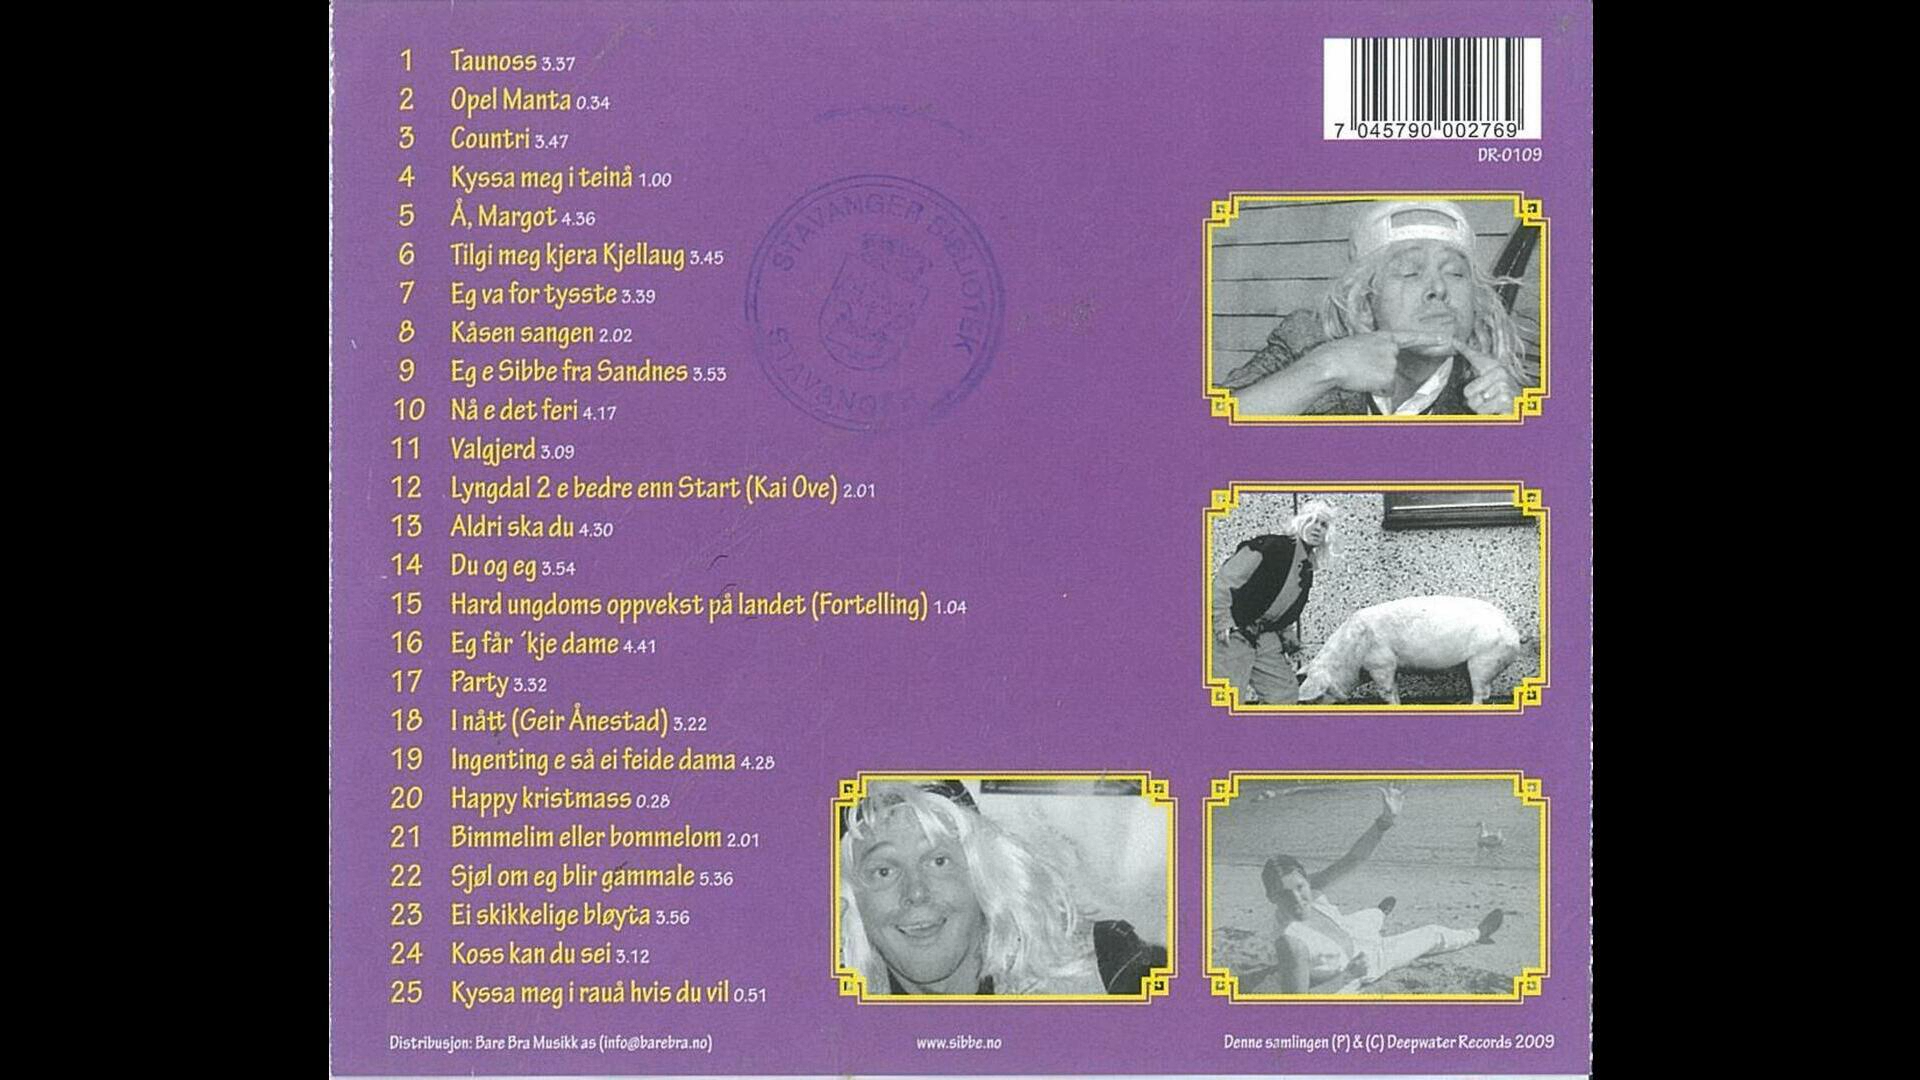 1 Taunoss 3.37
2 Opel Manta 0.34
3 Countri 3.47
4 Kyssa meg i teinå 1.00
5 Å, Margot 4.36
6 Tilgi meg kjera Kjellaug 3.45
7 Eg va for tysste 3.39
8 Kåsen sangen 2.02
9 Eg e Sibbe fra Sandnes 3.53
10 Nå e det feri 4.17
11 Valgjerd 3.09
12 Lyngdal 2 e bedre enn Start (Kai Ove) 2.01
13 Aldri ska du 4.30
14 Du og eg 3.54
15 Hard ungdoms oppvekst på landet (Fortelling) 1.04
16 Eg får ´kje dame 4.41
17 Party 3.32
18 I nått (Geir Ånestad) 3.22
19 Ingenting e så ei feide dama 4.28
20 Happy kristmass 0.28
21 Bimmelim eller bommelom 2.01
22 Sjøl om eg blir gammale 5.36
23 Ei skikkelige bløyta 3.56
24 Koss kan du sei 3.12
25 Kyssa meg i rauå hvis du vil 0.51
7 045790 002769
DR-0109
STAVANGER BIBLIOTEK
Distribusjon: Bare Bra Musikk as (info@barebra.no)
www.sibbe.no
Denne samlingen (P) & (C) Deepwater Records 2009